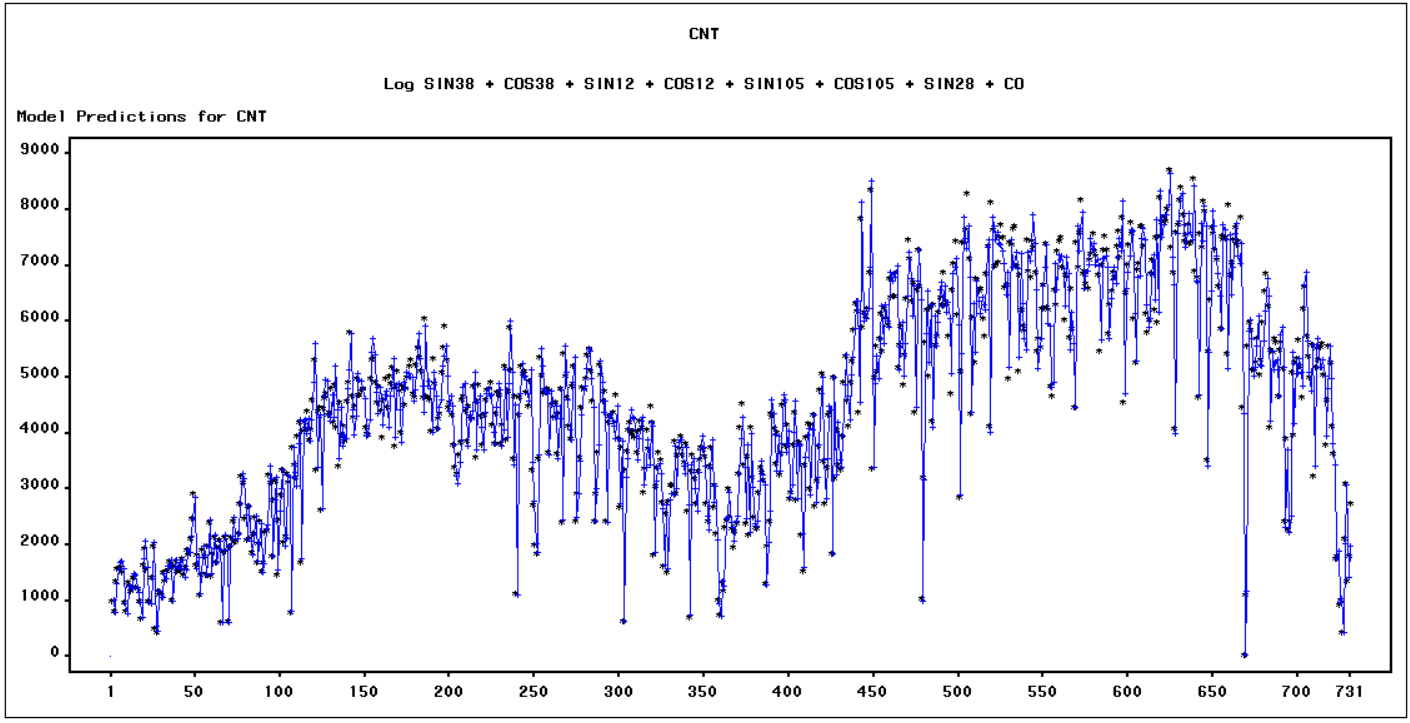 CNT
Log SIN38 + COS38 + SIN12 + COS12 + SIN105 + COS105 + SIN28 + CO
Model Predictions for CNT
9000
8000
7000
6000
5000
4000
3000
2000
1000
0
1 50 100 150 200 250 300 350 400 450 500 550 600 650 700 731